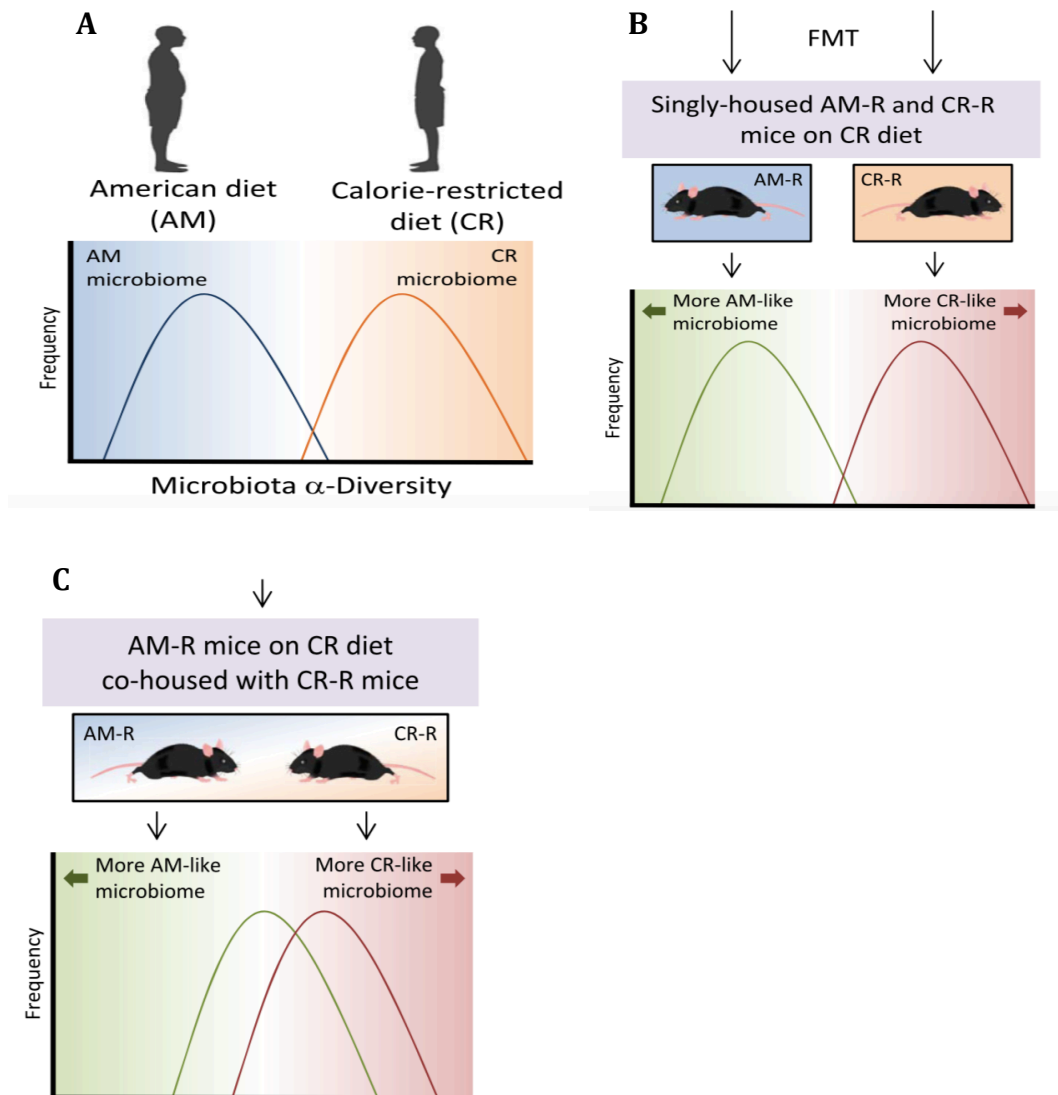 A
American diet
(AM)
Calorie-restricted
diet (CR)
AM
microbiome
CR
microbiome
Frequency
Microbiota α-Diversity
B
FMT
Singly-housed AM-R and CR-R
mice on CR diet
AM-R
CR-R
More AM-like
microbiome
More CR-like
microbiome
Frequency
C
AM-R mice on CR diet
co-housed with CR-R mice
AM-R
CR-R
More AM-like
microbiome
More CR-like
microbiome
Frequency